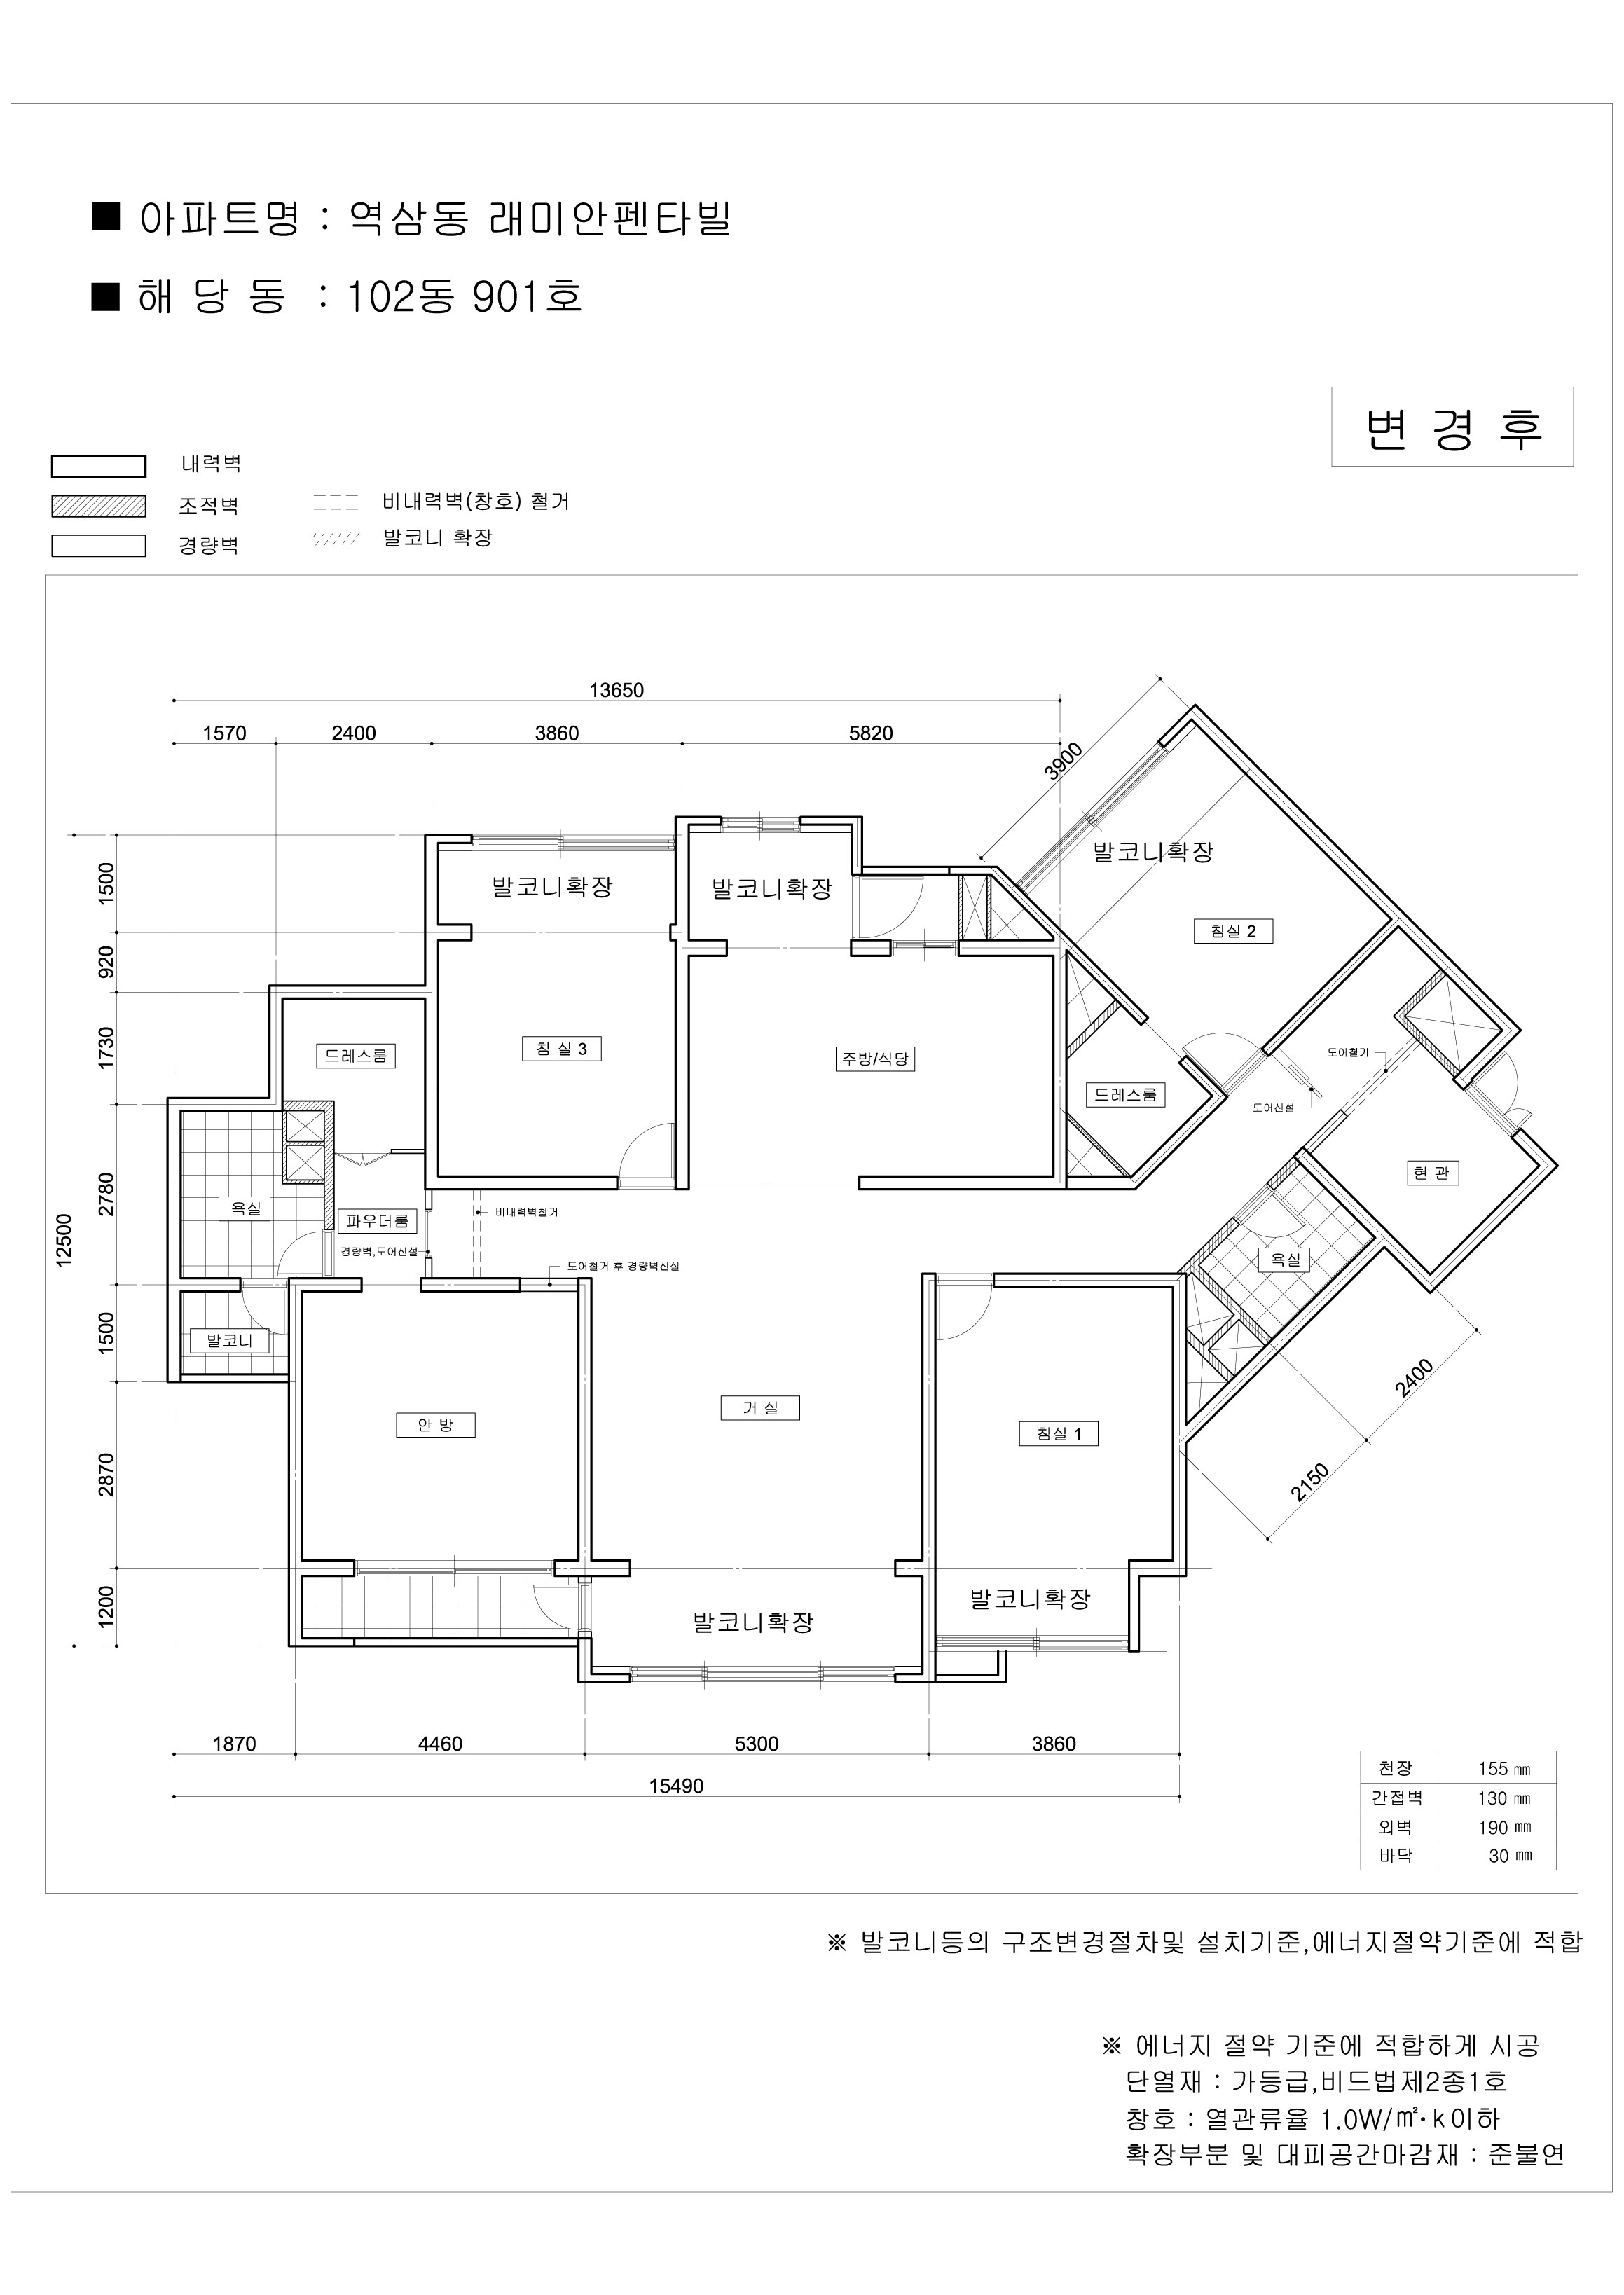 ■ 아파트명 : 역삼동 래미안펜타빌
■ 해 당 동 : 102동 901호
변 경 후
내력벽
조적벽
경량벽
비내력벽(창호) 철거
발코니 확장
13650
1570
2400
3860
5820
3900
12500
1500
920
1730
2780
1500
2870
1200
발코니확장
발코니확장
발코니확장
침실 2
드레스룸
침 실 3
주방/식당
드레스룸
도어철거
도어신설
현 관
욕실
파우더룸
비내력벽철거
경량벽,도어신설
도어철거 후 경량벽신설
욕실
발코니
안 방
거 실
침실 1
2400
2150
발코니확장
발코니확장
1870
4460
5300
3860
15490
천장 155 ㎜
간접벽 130 ㎜
외벽 190 ㎜
바닥 30 ㎜
※ 발코니등의 구조변경절차및 설치기준,에너지절약기준에 적합
※ 에너지 절약 기준에 적합하게 시공
단열재 : 가등급,비드법제2종1호
창호 : 열관류율 1.0W/㎡·k이하
확장부분 및 대피공간마감재 : 준불연